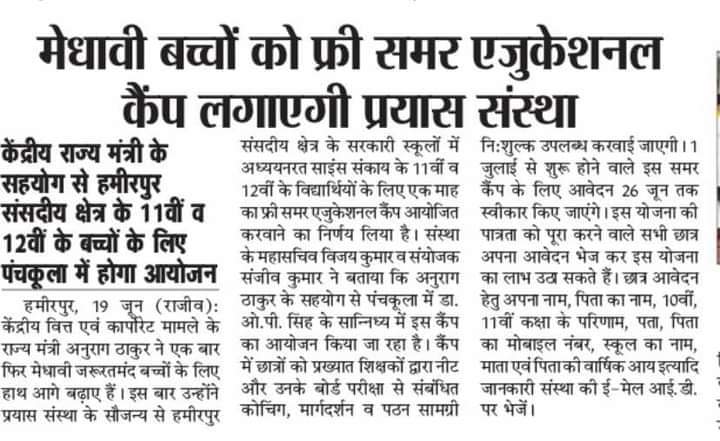 मेधावी बच्चों को फ्री समर एजुकेशनल
कैंप लगाएगी प्रयास संस्था
केंद्रीय राज्य मंत्री के
सहयोग से हमीरपुर
संसदीय क्षेत्र के 11वीं व
12वीं के बच्चों के लिए
पंचकूला में होगा आयोजन
हमीरपुर, 19 जून (राजीव):
केंद्रीय वित्त एवं कार्पोरेट मामले के
राज्य मंत्री अनुराग ठाकुर ने एक बार
फिर मेधावी जरूरतमंद बच्चों के लिए
हाथ आगे बढ़ाए हैं। इस बार उन्होंने
प्रयास संस्था के सौजन्य से हमीरपुर
संसदीय क्षेत्र के सरकारी स्कूलों में
अध्ययनरत साइंस संकाय के 11वीं व
12वीं के विद्यार्थियों के लिए एक माह
का फ्री समर एजुकेशनल कैंप आयोजित
करवाने का निर्णय लिया है। संस्था
के महासचिव विजय कुमार व संयोजक
संजीव कुमार ने बताया कि अनुराग
ठाकुर के सहयोग से पंचकूला में डा.
ओ.पी. सिंह के सान्निध्य में इस कैंप
का आयोजन किया जा रहा है। कैंप
में छात्रों को प्रख्यात शिक्षकों द्वारा नीट
और उनके बोर्ड परीक्षा से संबंधित
कोचिंग, मार्गदर्शन व पठन सामग्री
नि:शुल्क उपलब्ध करवाई जाएगी। 1
जुलाई से शुरू होने वाले इस समर
कैंप के लिए आवेदन 26 जून तक
स्वीकार किए जाएंगे। इस योजना की
पात्रता को पूरा करने वाले सभी छात्र
अपना आवेदन भेज कर इस योजना
का लाभ उठा सकते हैं। छात्र आवेदन
हेतु अपना नाम, पिता का नाम, 10वीं,
11वीं कक्षा के परिणाम, पता, पिता
का मोबाइल नंबर, स्कूल का नाम,
माता एवं पिता की वार्षिक आय इत्यादि
जानकारी संस्था की ई-मेल आई.डी.
पर भेजें।